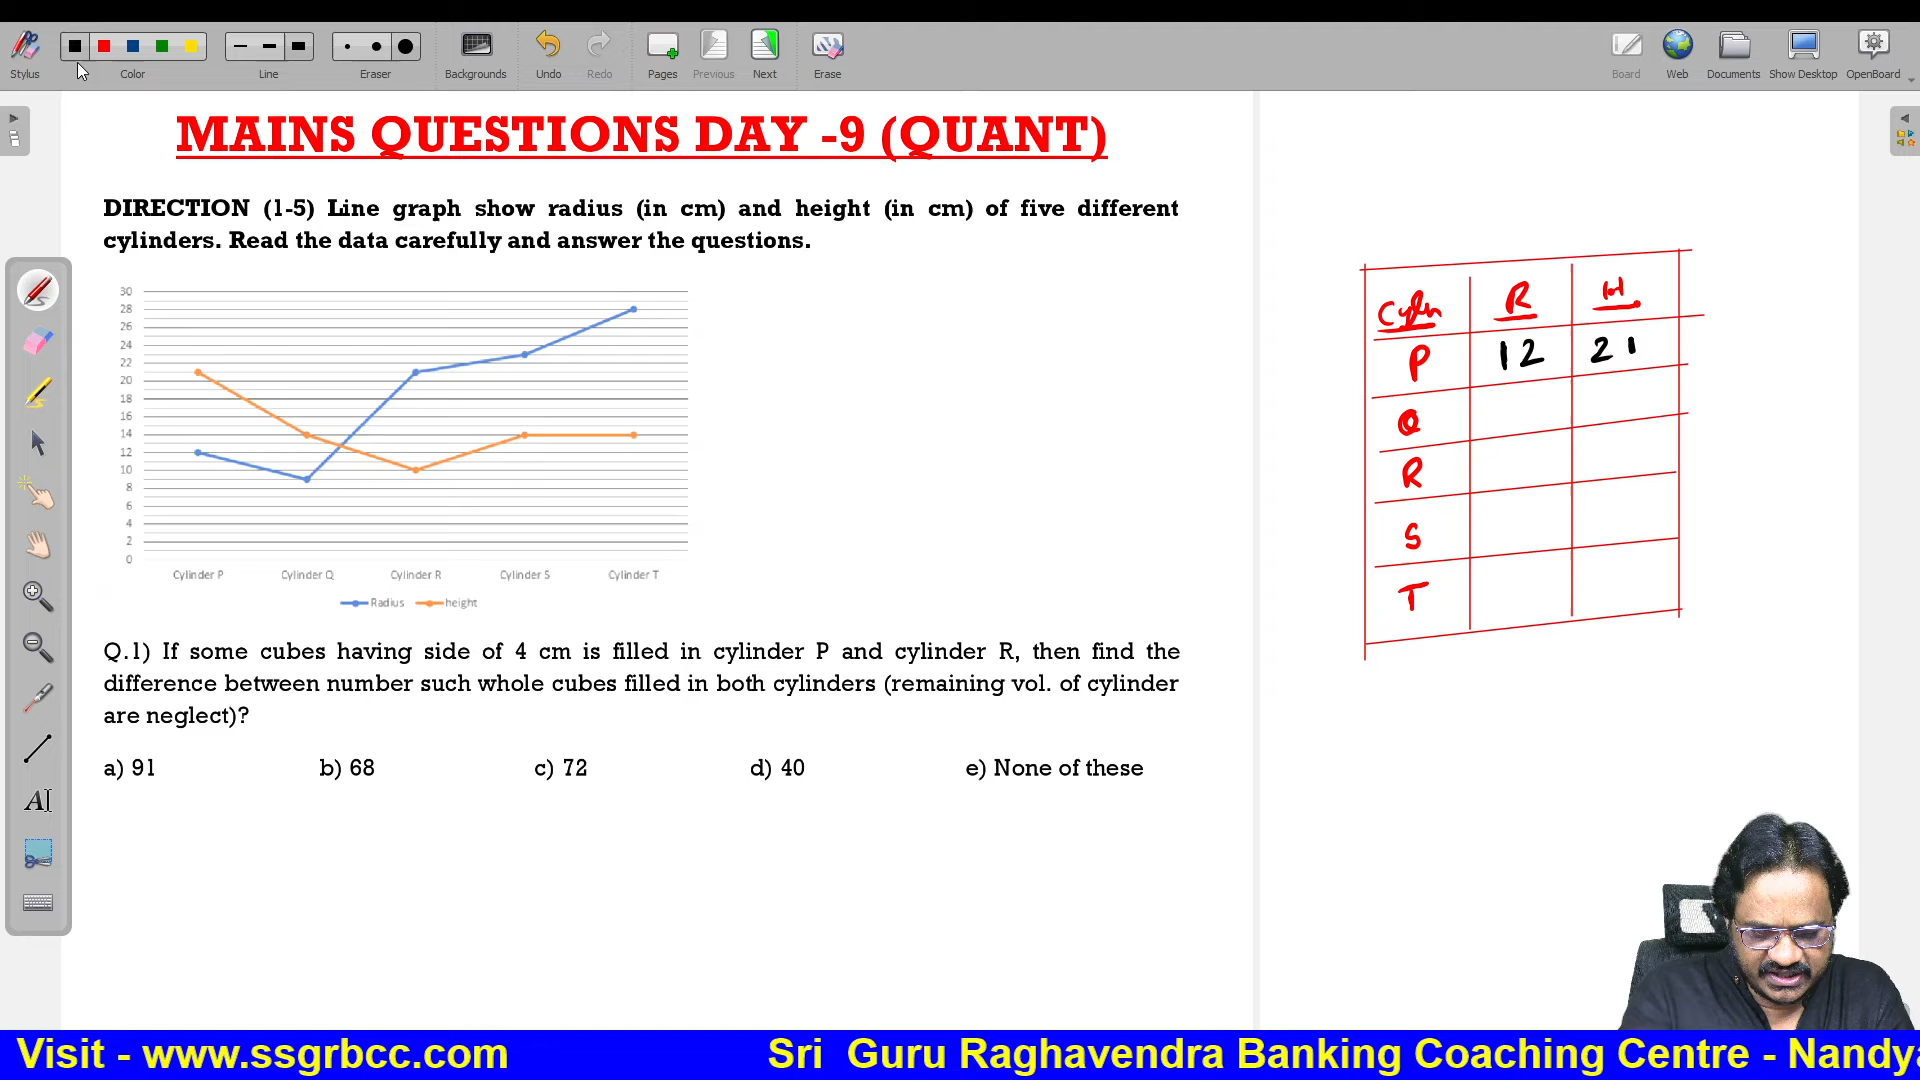 Stylus
Color
Line
Eraser
Backgrounds
Undo
Redo
Pages
Previous
Next
Erase
Board
Web
Documents
Show Desktop
OpenBoard
MAINS QUESTIONS DAY -9 (QUANT)
DIRECTION (1-5) Line graph show radius (in cm) and height (in cm) of five different
cylinders. Read the data carefully and answer the questions.
30
28
26
24
22
20
18
16
14
12
10
8
6
4
2
0
Cylinder P Cylinder Q Cylinder R Cylinder S Cylinder T
Radius height
Q.1) If some cubes having side of 4 cm is filled in cylinder P and cylinder R, then find the
difference between number such whole cubes filled in both cylinders (remaining vol. of cylinder
are neglect)?
a) 91 b) 68 c) 72 d) 40 e) None of these
R H
P 12 21
Q
R
S
T
AI
Visit - www.ssgrbcc.com Sri Guru Raghavendra Banking Coaching Centre -